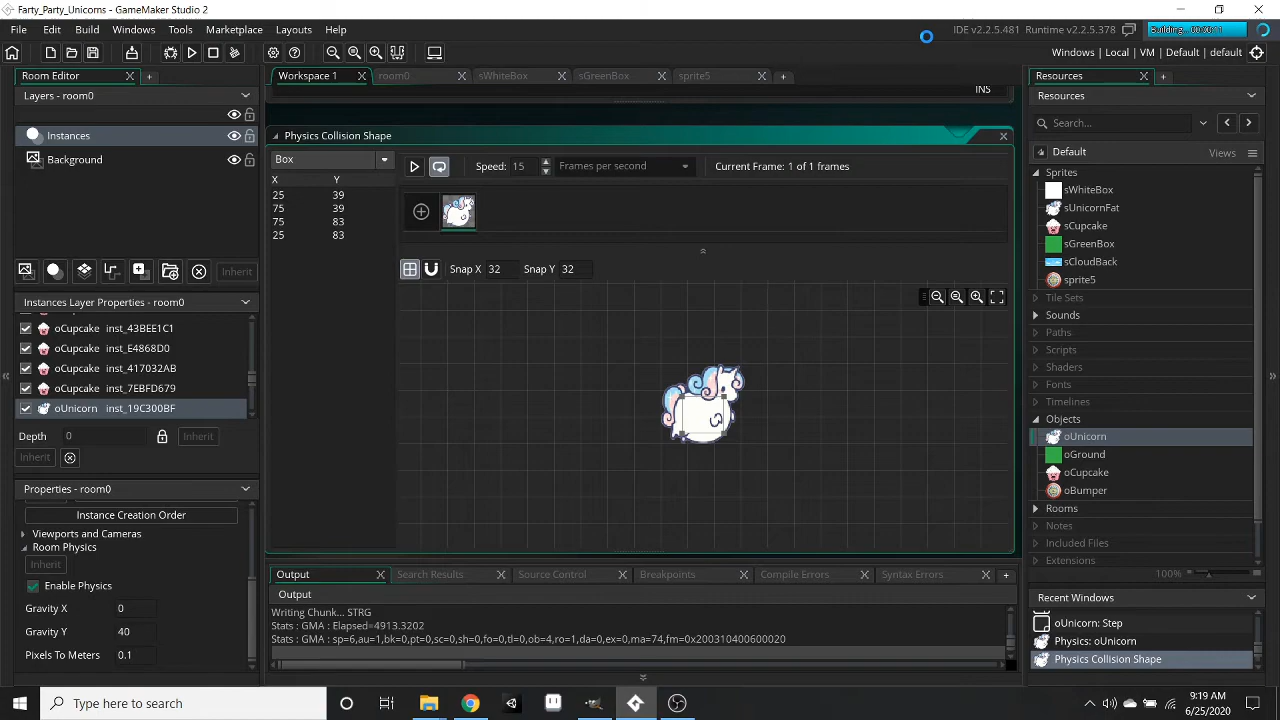 Farty_Party_Unicorns - GameMaker Studio 2
File Edit Build Windows Tools Marketplace Layouts Help
IDE v2.2.5.481 Runtime v2.2.5.378
Building... 00:00:11
Windows | Local | VM | Default | default
Room Editor
Layers - room0
Instances
Background
Inherit
Instances Layer Properties - room0
oCupcake inst_43BEE1C1
oCupcake inst_E4868D0
oCupcake inst_417032AB
oCupcake inst_7EBFD679
oUnicorn inst_19C300BF
Depth 0 Inherit
Inherit
Properties - room0
Instance Creation Order
Viewports and Cameras
Room Physics
Inherit
Enable Physics
Gravity X 0
Gravity Y 40
Pixels To Meters 0.1
Workspace 1 room0 sWhiteBox sGreenBox sprite5
INS
Physics Collision Shape
Box
X Y
25 39
75 39
75 83
25 83
Speed: 15 Frames per second Current Frame: 1 of 1 frames
Snap X 32 Snap Y 32
Output Search Results Source Control Breakpoints Compile Errors Syntax Errors
Output
Writing Chunk... STRG
Stats : GMA : Elapsed=4913.3202
Stats : GMA : sp=6,au=1,bk=0,pt=0,sc=0,sh=0,fo=0,tl=0,ob=4,ro=1,da=0,ex=0,ma=74,fm=0x200310400600020
Resources
Resources
Search...
Default Views
Sprites
sWhiteBox
sUnicornFat
sCupcake
sGreenBox
sCloudBack
sprite5
Tile Sets
Sounds
Paths
Scripts
Shaders
Fonts
Timelines
Objects
oUnicorn
oGround
oCupcake
oBumper
Rooms
Notes
Included Files
Extensions
100%
Recent Windows
oUnicorn: Step
Physics: oUnicorn
Physics Collision Shape
Type here to search
9:19 AM
6/25/2020